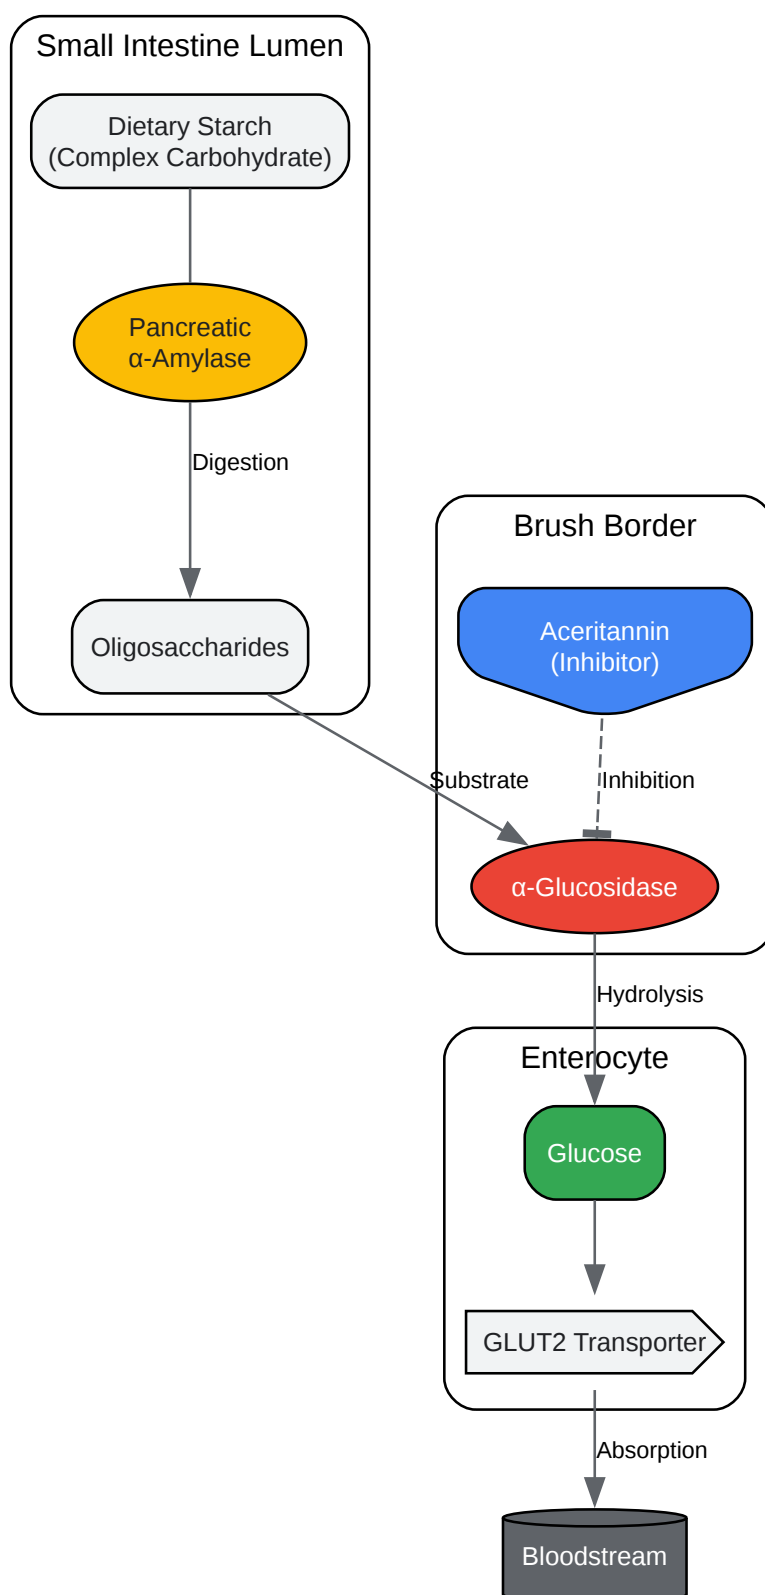 Small Intestine Lumen
Dietary Starch
(Complex Carbohydrate)
Pancreatic
α-Amylase
Digestion
Oligosaccharides
Brush Border
Aceritannin
(Inhibitor)
Substrate
Inhibition
α-Glucosidase
Hydrolysis
Enterocyte
Glucose
GLUT2 Transporter
Absorption
Bloodstream